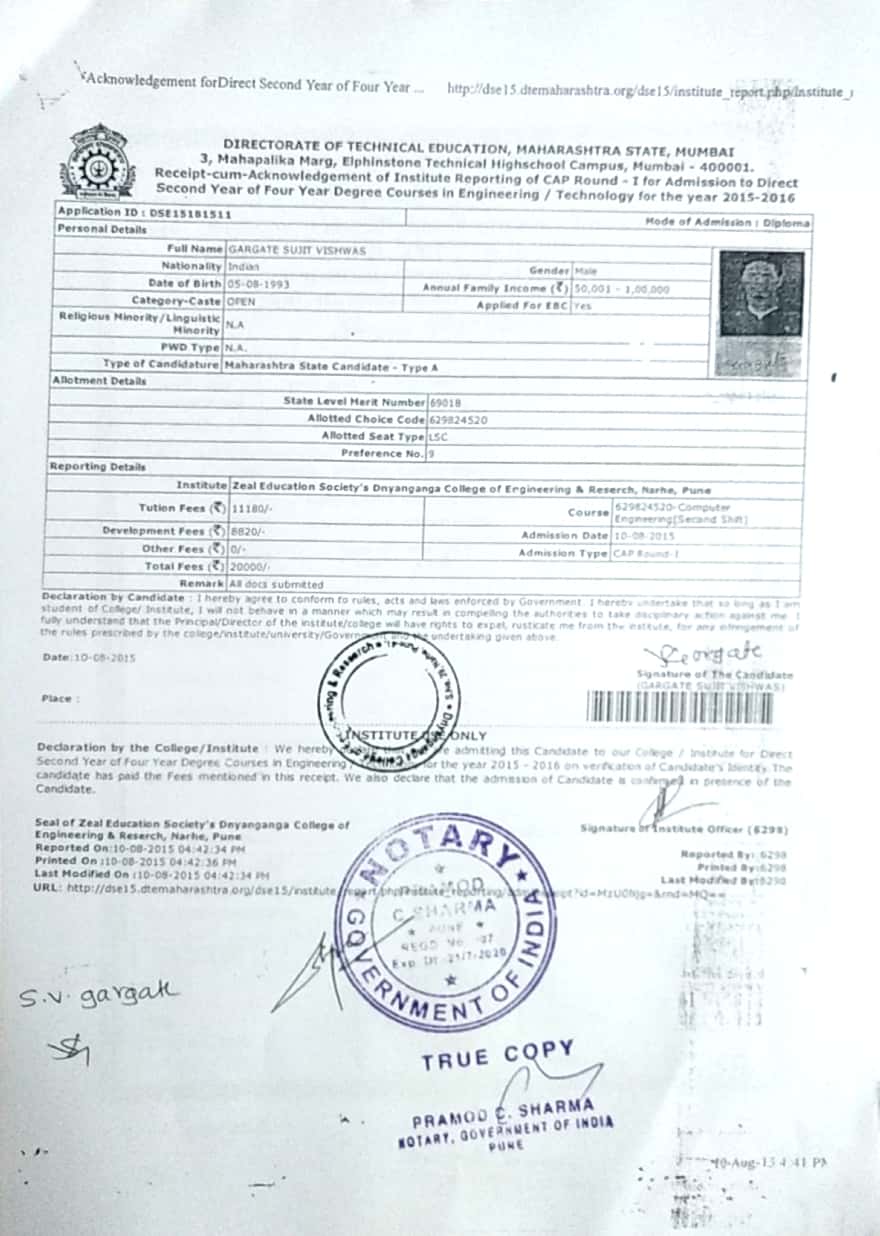 Acknowledgement forDirect Second Year of Four Year ... http://dse15.dtemaharashtra.org/dse15/institute_report.php/Institute_
DIRECTORATE OF TECHNICAL EDUCATION, MAHARASHTRA STATE, MUMBAI
3, Mahapalika Marg, Elphinstone Technical Highschool Campus, Mumbai - 400001.
Receipt-cum-Acknowledgement of Institute Reporting of CAP Round - I for Admission to Direct
Second Year of Four Year Degree Courses in Engineering / Technology for the year 2015-2016
Application ID : DSE15181511 Mode of Admission : Diploma
Personal Details
Full Name GARGATE SUJIT VISHWAS
Nationality Indian Gender Male
Date of Birth 05-08-1993 Annual Family Income (₹) 50,001 - 1,00,000
Category-Caste OPEN Applied For EBC Yes
Religious Minority/Linguistic
Minority N.A
PWD Type N.A.
Type of Candidature Maharashtra State Candidate - Type A
Allotment Details
State Level Merit Number 69018
Allotted Choice Code 629824520
Allotted Seat Type LSC
Preference No. 9
Reporting Details
Institute Zeal Education Society's Dnyanganga College of Engineering & Reserch, Narhe, Pune
Tution Fees (₹) 11180/- Course 629824520-Computer
Engineering[Second Shift]
Development Fees (₹) 8820/- Admission Date 10-08-2015
Other Fees (₹) 0/- Admission Type CAP Round-I
Total Fees (₹) 20000/-
Remark All docs submitted
Declaration by Candidate : I hereby agree to conform to rules, acts and laws enforced by Government. I hereby undertake that so long as I am
student of College/ Institute, I will not behave in a manner which may result in compelling the authorities to take disciplinary action against me. I
fully understand that the Principal/Director of the institute/college will have rights to expel, rusticate me from the institute, for any infringement of
the rules prescribed by the college/institute/university/Government and the undertaking given above.
Date:10-08-2015
Signature of The Candidate
(GARGATE SUJIT VISHWAS)
Place :
INSTITUTE USE ONLY
Declaration by the College/Institute : We hereby admitting this Candidate to our College / Institute for Direct
Second Year of Four Year Degree Courses in Engineering / for the year 2015 - 2016 on verification of Candidate's Identity. The
candidate has paid the Fees mentioned in this receipt. We also declare that the admission of Candidate is confirmed in presence of the
Candidate.
Seal of Zeal Education Society's Dnyanganga College of
Engineering & Reserch, Narhe, Pune
Signature of Institute Officer (6298)
Reported On:10-08-2015 04:42:34 PM Reported By: 6298
Printed On :10-08-2015 04:42:36 PM Printed By:6298
Last Modified On :10-08-2015 04:42:34 PM Last Modified By:6298
URL: http://dse15.dtemaharashtra.org/dse15/institute_report.php/institute_reporting/
NOTARY
C. SHARMA
PUNE
REGD No.
GOVERNMENT OF INDIA
S.V. gargate
TRUE COPY
PRAMOD C. SHARMA
NOTARY, GOVERNMENT OF INDIA
PUNE
10-Aug-15 4:41 PM